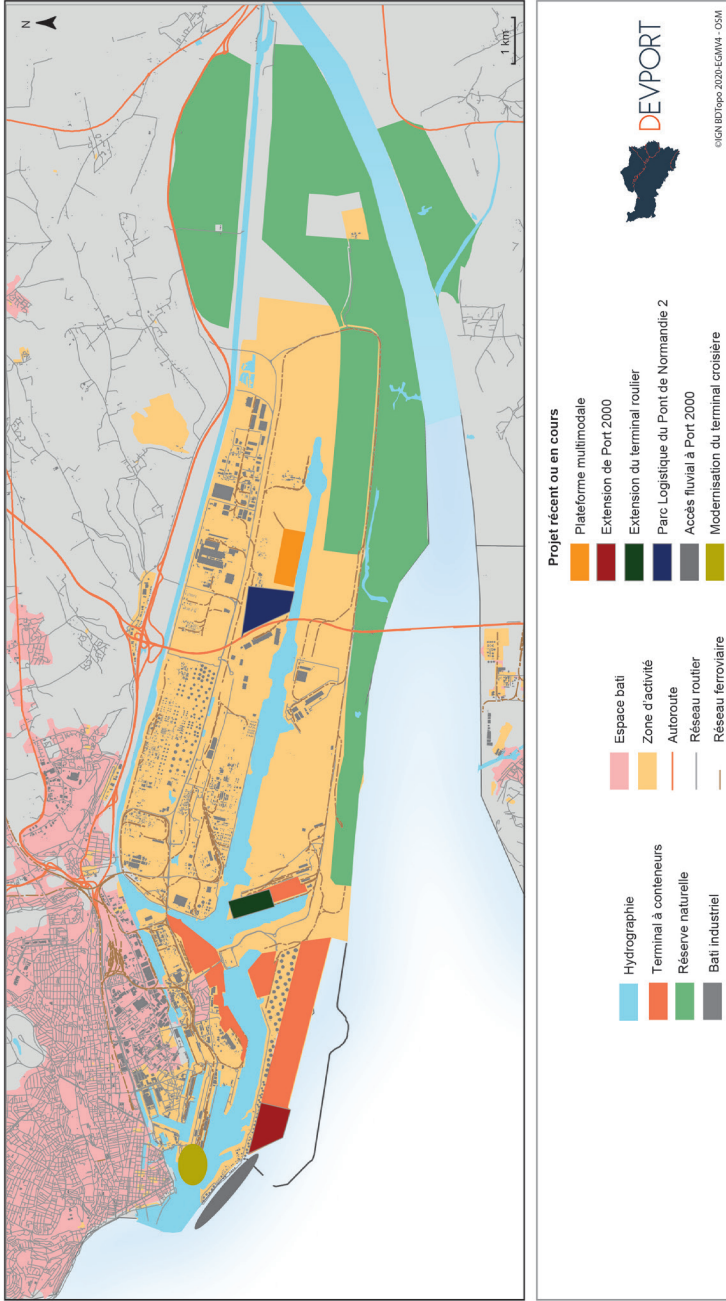 N
1 km
Hydrographie
Terminal à conteneurs
Réserve naturelle
Bati industriel
Espace bati
Zone d'activité
Autoroute
Réseau routier
Réseau ferroviaire
Projet récent ou en cours
Plateforme multimodale
Extension de Port 2000
Extension du terminal roulier
Parc Logistique du Pont de Normandie 2
Accès fluvial à Port 2000
Modernisation du terminal croisière
DEVPORT
©IGN BDTopo 2020-EGMV4 - OSM